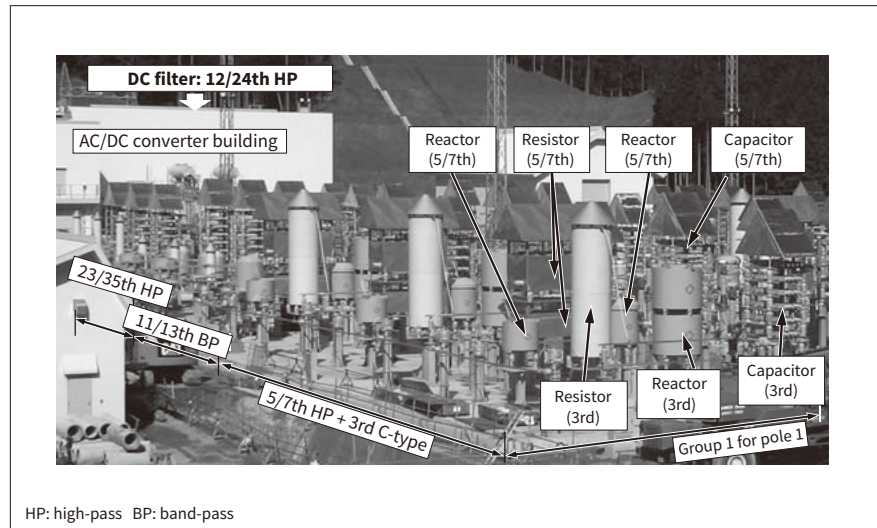 DC filter: 12/24th HP
AC/DC converter building
Reactor
(5/7th)
Resistor
(5/7th)
Reactor
(5/7th)
Capacitor
(5/7th)
23/35th HP
11/13th BP
5/7th HP + 3rd C-type
Resistor
(3rd)
Reactor
(3rd)
Capacitor
(3rd)
Group 1 for pole 1
HP: high-pass BP: band-pass